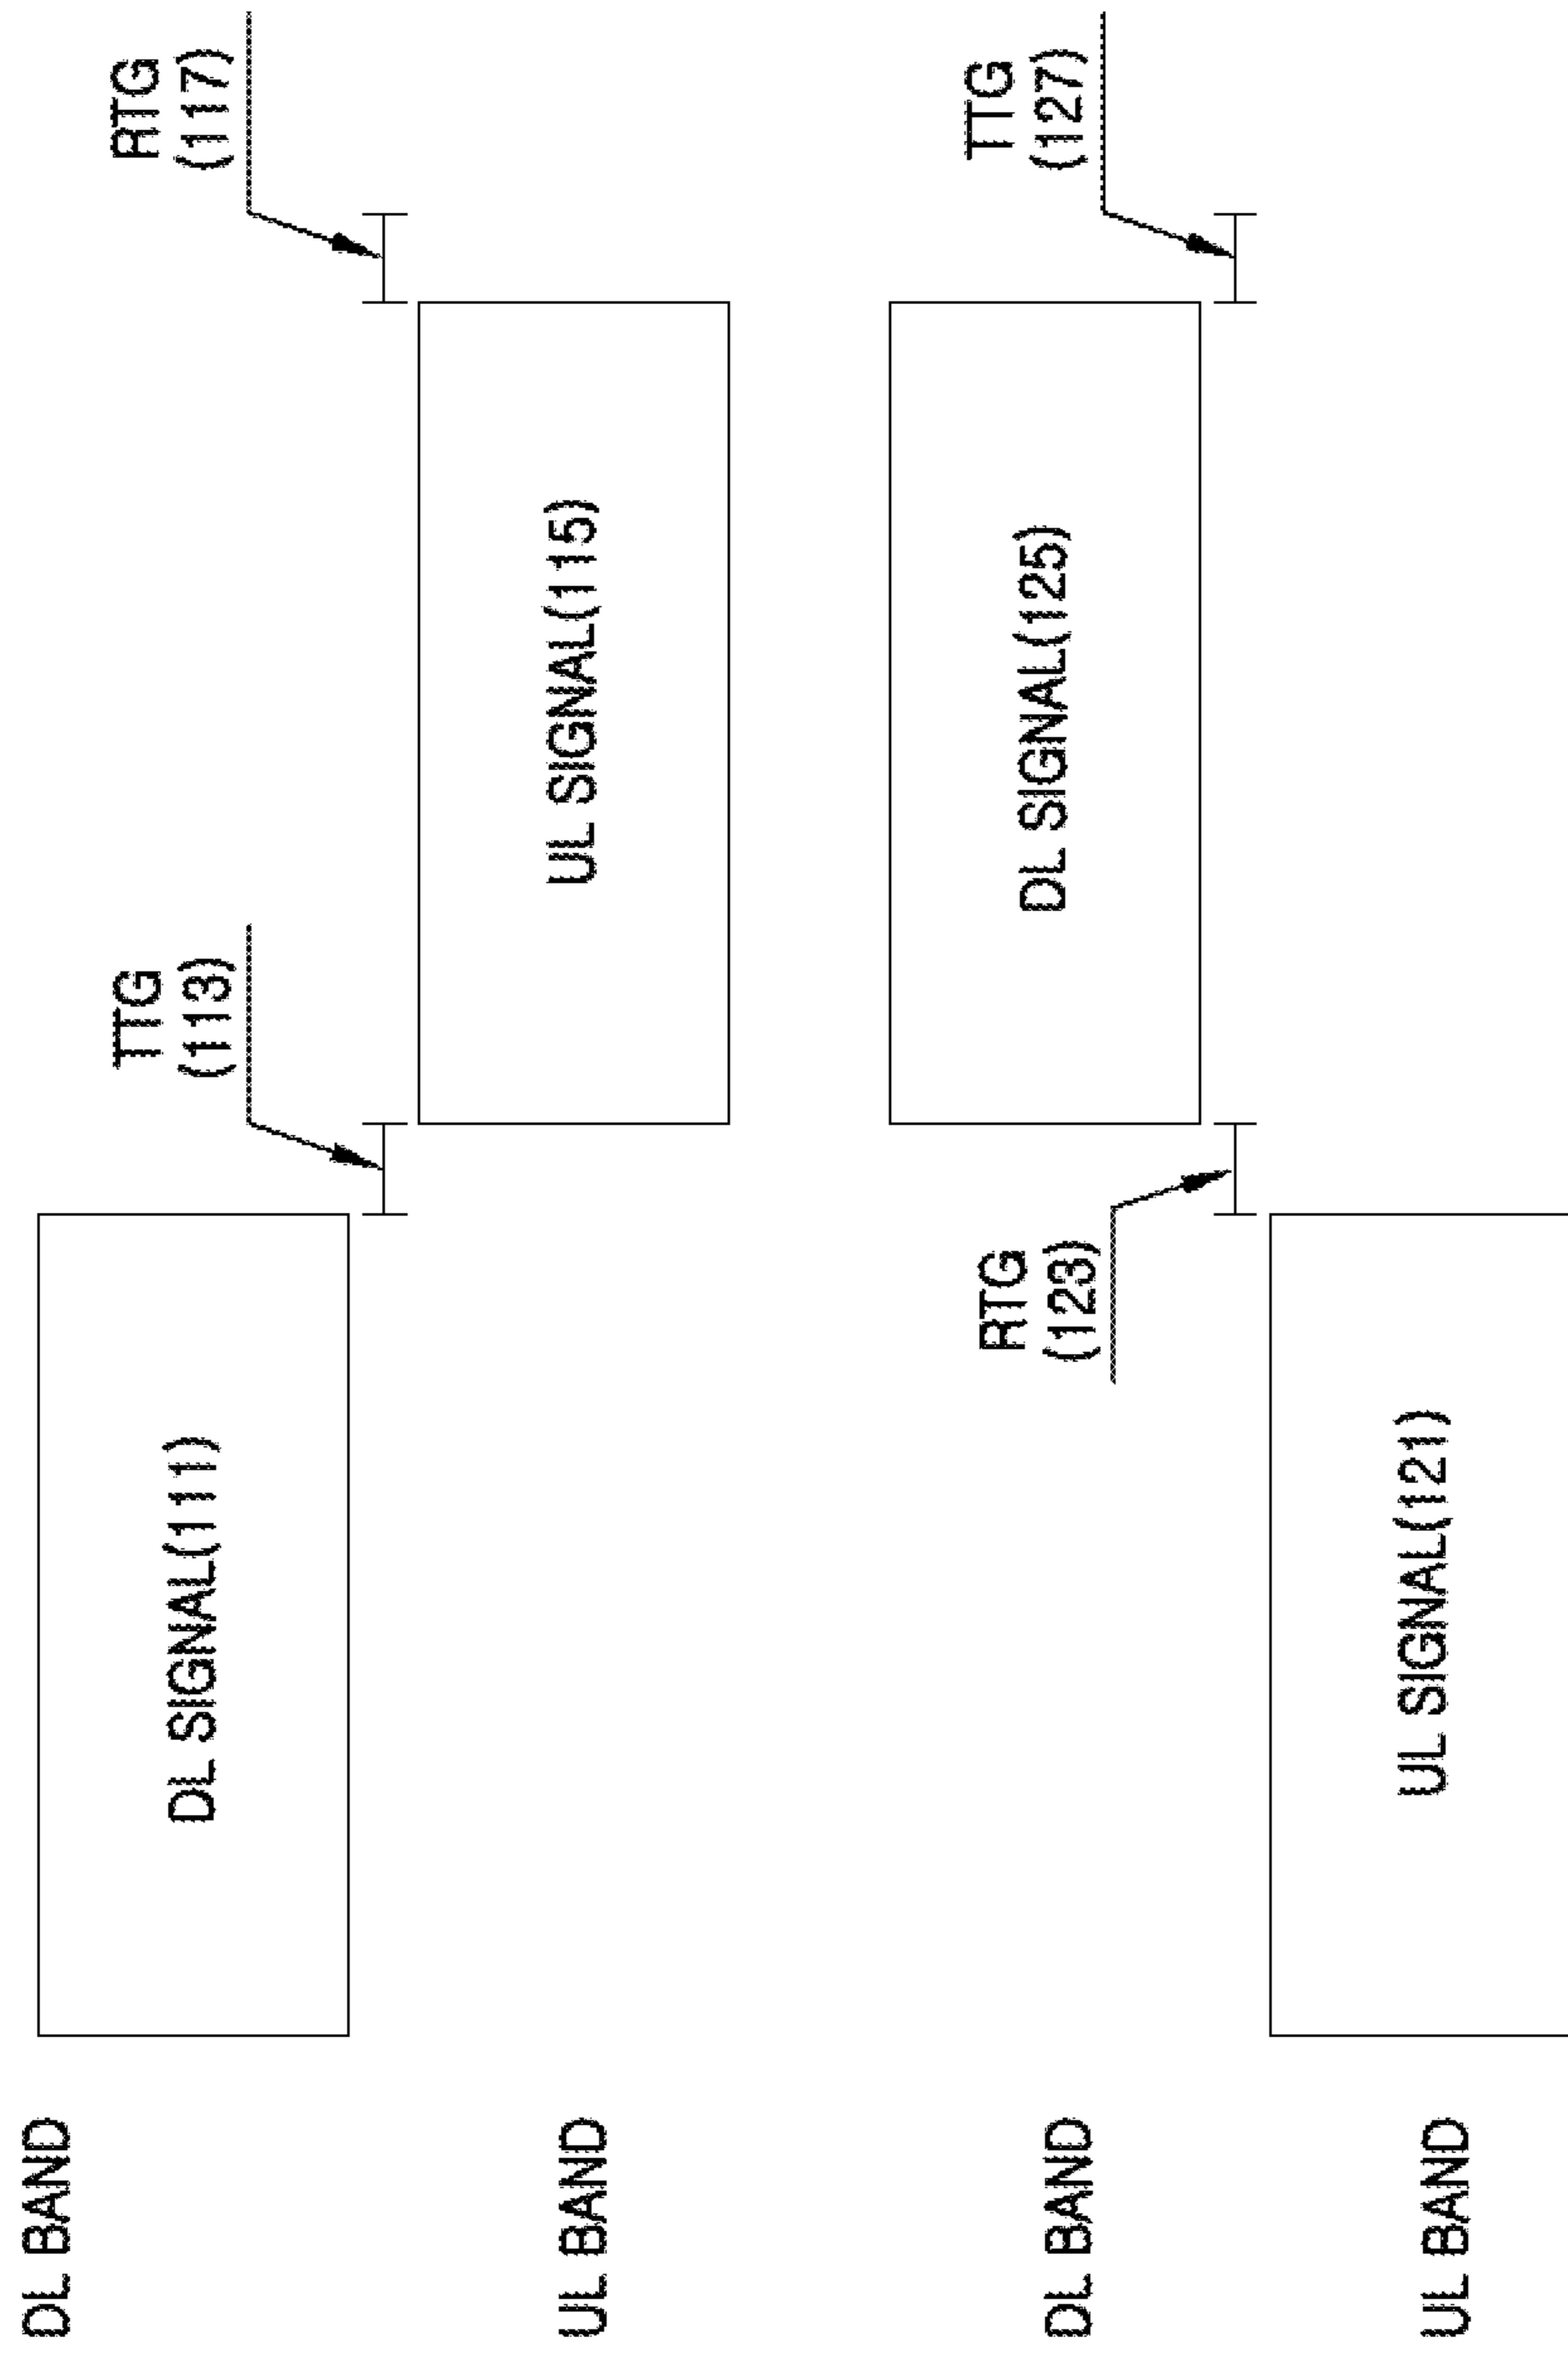 DL BAND
DL SIGNAL(111)
TTG
(113)
RTG
(117)
UL BAND
UL SIGNAL(115)
DL BAND
RTG
(123)
DL SIGNAL(125)
TTG
(127)
UL BAND
UL SIGNAL(121)